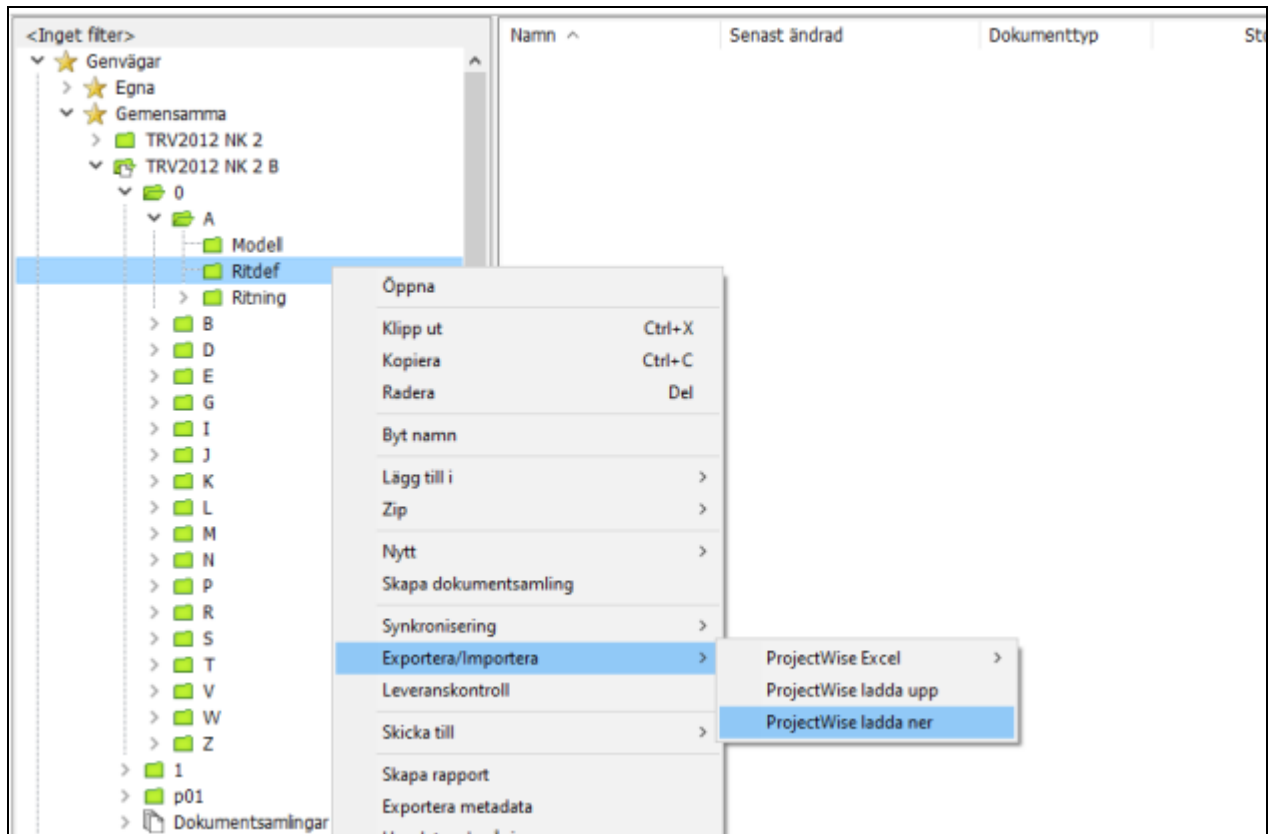 <Inget filter>
Namn
Senast ändrad
Dokumenttyp
Genvägar
Egna
Gemensamma
TRV2012 NK 2
TRV2012 NK 2 B
0
A
Modell
Ritdef
Ritning
B
D
E
G
I
J
K
L
M
N
P
R
S
T
V
W
Z
1
p01
Dokumentsamlingar
Öppna
Klipp ut Ctrl+X
Kopiera Ctrl+C
Radera Del
Byt namn
Lägg till i
Zip
Nytt
Skapa dokumentsamling
Synkronisering
Exportera/Importera
Leveranskontroll
Skicka till
Skapa rapport
Exportera metadata
ProjectWise Excel
ProjectWise ladda upp
ProjectWise ladda ner